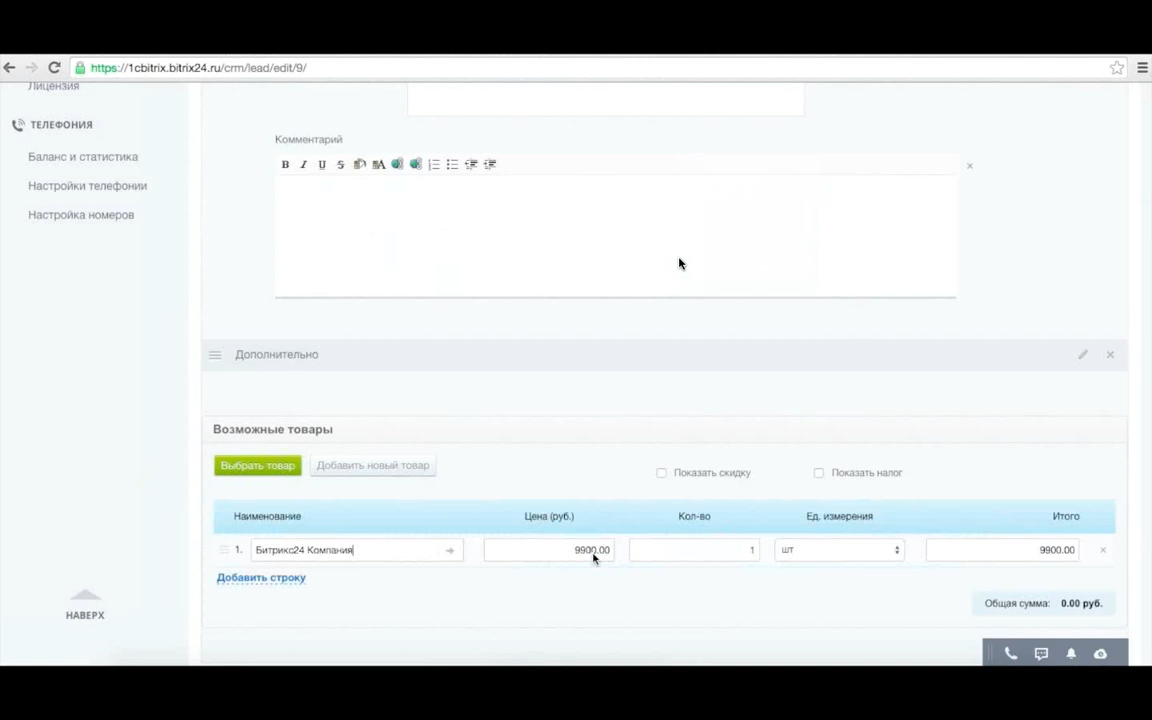 https://1cbitrix.bitrix24.ru/crm/lead/edit/9/
Лицензия
ТЕЛЕФОНИЯ
Баланс и статистика
Настройки телефонии
Настройка номеров
НАВЕРХ
Комментарий
B I U S
Дополнительно
Возможные товары
Выбрать товар Добавить новый товар Показать скидку Показать налог
Наименование Цена (руб.) Кол-во Ед. измерения Итого
1. Битрикс24 Компания 9900.00 1 шт 9900.00
Добавить строку
Общая сумма: 0.00 руб.